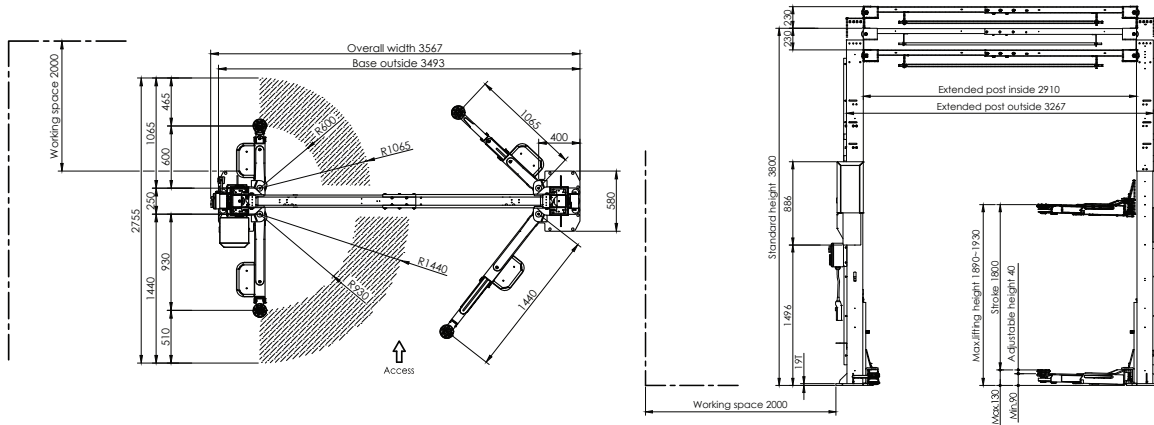 Overall width 3567
Base outside 3493
Working space 2000
465
1065
600
250
2755
930
1440
510
R600
R1065
1065
400
580
R1440
R930
1440
Access
230
230
Extended post inside 2910
Extended post outside 3267
Standard height 3800
886
1496
19T
Max.lifting height 1890~1930
Stroke 1800
Adjustable height 40
Max.130
Min.90
Working space 2000